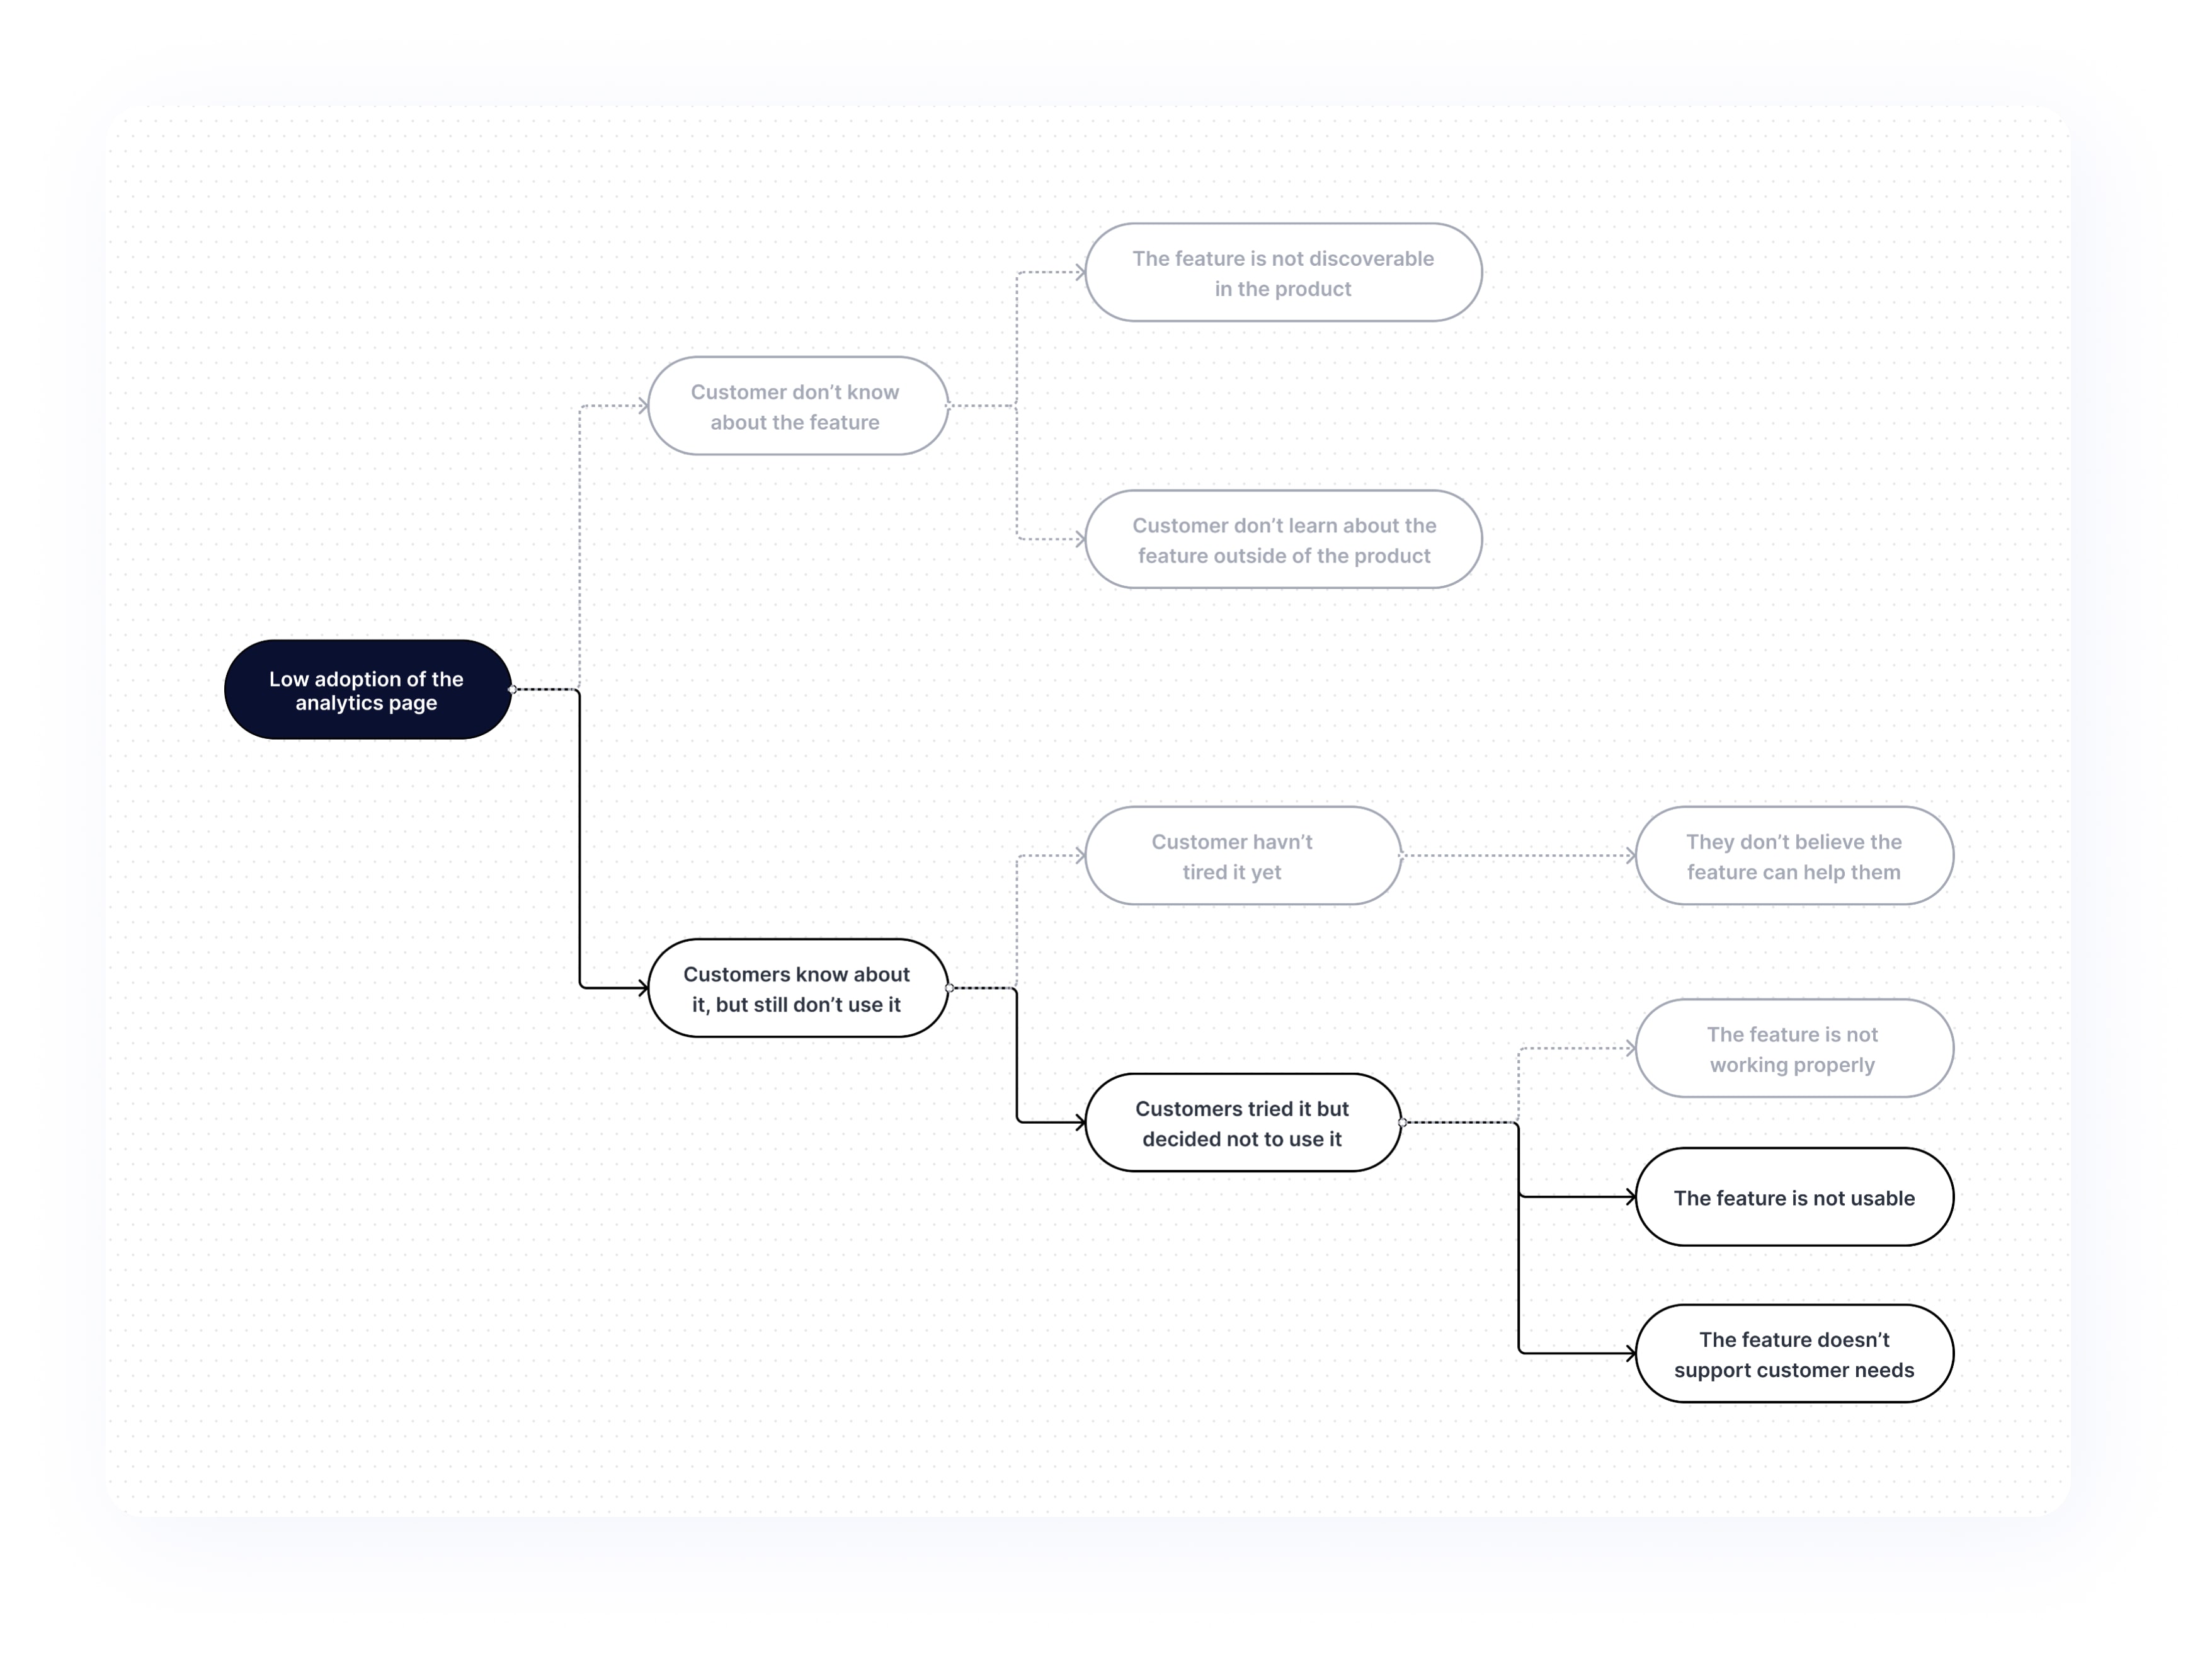 The feature is not discoverable
in the product
Customer don’t know
about the feature
Customer don’t learn about the
feature outside of the product
Low adoption of the
analytics page
Customer havn’t
tired it yet
They don’t believe the
feature can help them
Customers know about
it, but still don’t use it
The feature is not
working properly
Customers tried it but
decided not to use it
The feature is not usable
The feature doesn’t
support customer needs